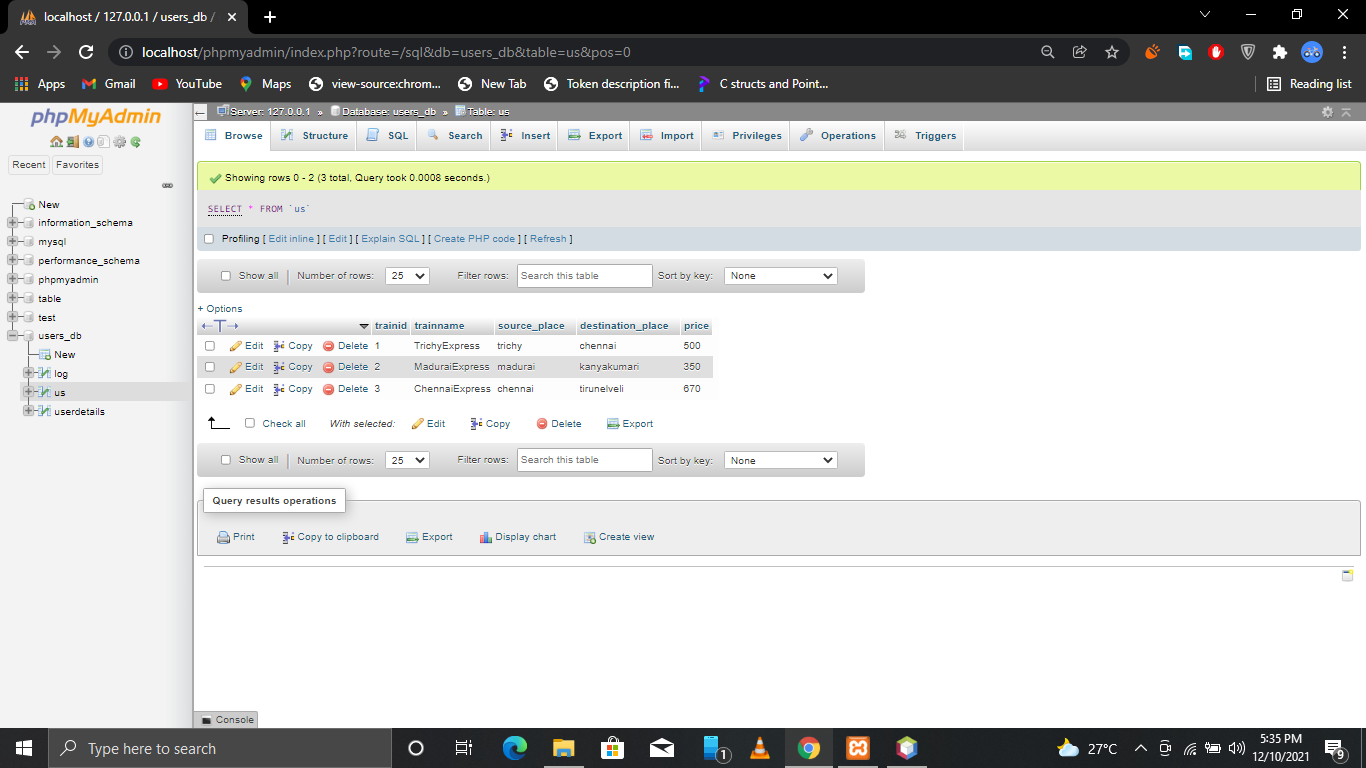 localhost / 127.0.0.1 / users_db /
localhost/phpmyadmin/index.php?route=/sql&db=users_db&table=us&pos=0
Apps Gmail YouTube Maps view-source:chrom... New Tab Token description fi... C structs and Point... Reading list
phpMyAdmin
Recent Favorites
New
information_schema
mysql
performance_schema
phpmyadmin
table
test
users_db
New
log
us
userdetails
Server: 127.0.0.1 » Database: users_db » Table: us
Browse Structure SQL Search Insert Export Import Privileges Operations Triggers
Showing rows 0 - 2 (3 total, Query took 0.0008 seconds.)
SELECT * FROM `us`
Profiling [ Edit inline ] [ Edit ] [ Explain SQL ] [ Create PHP code ] [ Refresh ]
Show all | Number of rows: 25 Filter rows: Search this table Sort by key: None
+ Options
←T→ trainid trainname source_place destination_place price
Edit Copy Delete 1 TrichyExpress trichy chennai 500
Edit Copy Delete 2 MaduraiExpress madurai kanyakumari 350
Edit Copy Delete 3 ChennaiExpress chennai tirunelveli 670
Check all With selected: Edit Copy Delete Export
Show all | Number of rows: 25 Filter rows: Search this table Sort by key: None
Query results operations
Print Copy to clipboard Export Display chart Create view
Console
Type here to search
1
27°C
5:35 PM
12/10/2021
9